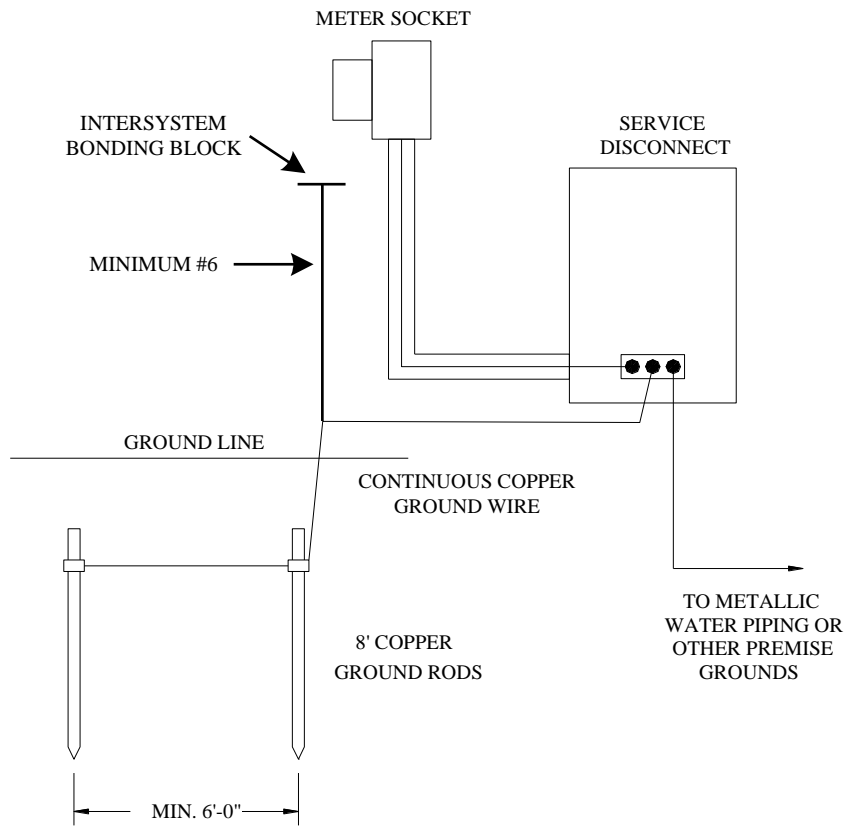 METER SOCKET
INTERSYSTEM
BONDING BLOCK
SERVICE
DISCONNECT
MINIMUM #6
GROUND LINE
CONTINUOUS COPPER
GROUND WIRE
8' COPPER
GROUND RODS
TO METALLIC
WATER PIPING OR
OTHER PREMISE
GROUNDS
MIN. 6'-0"